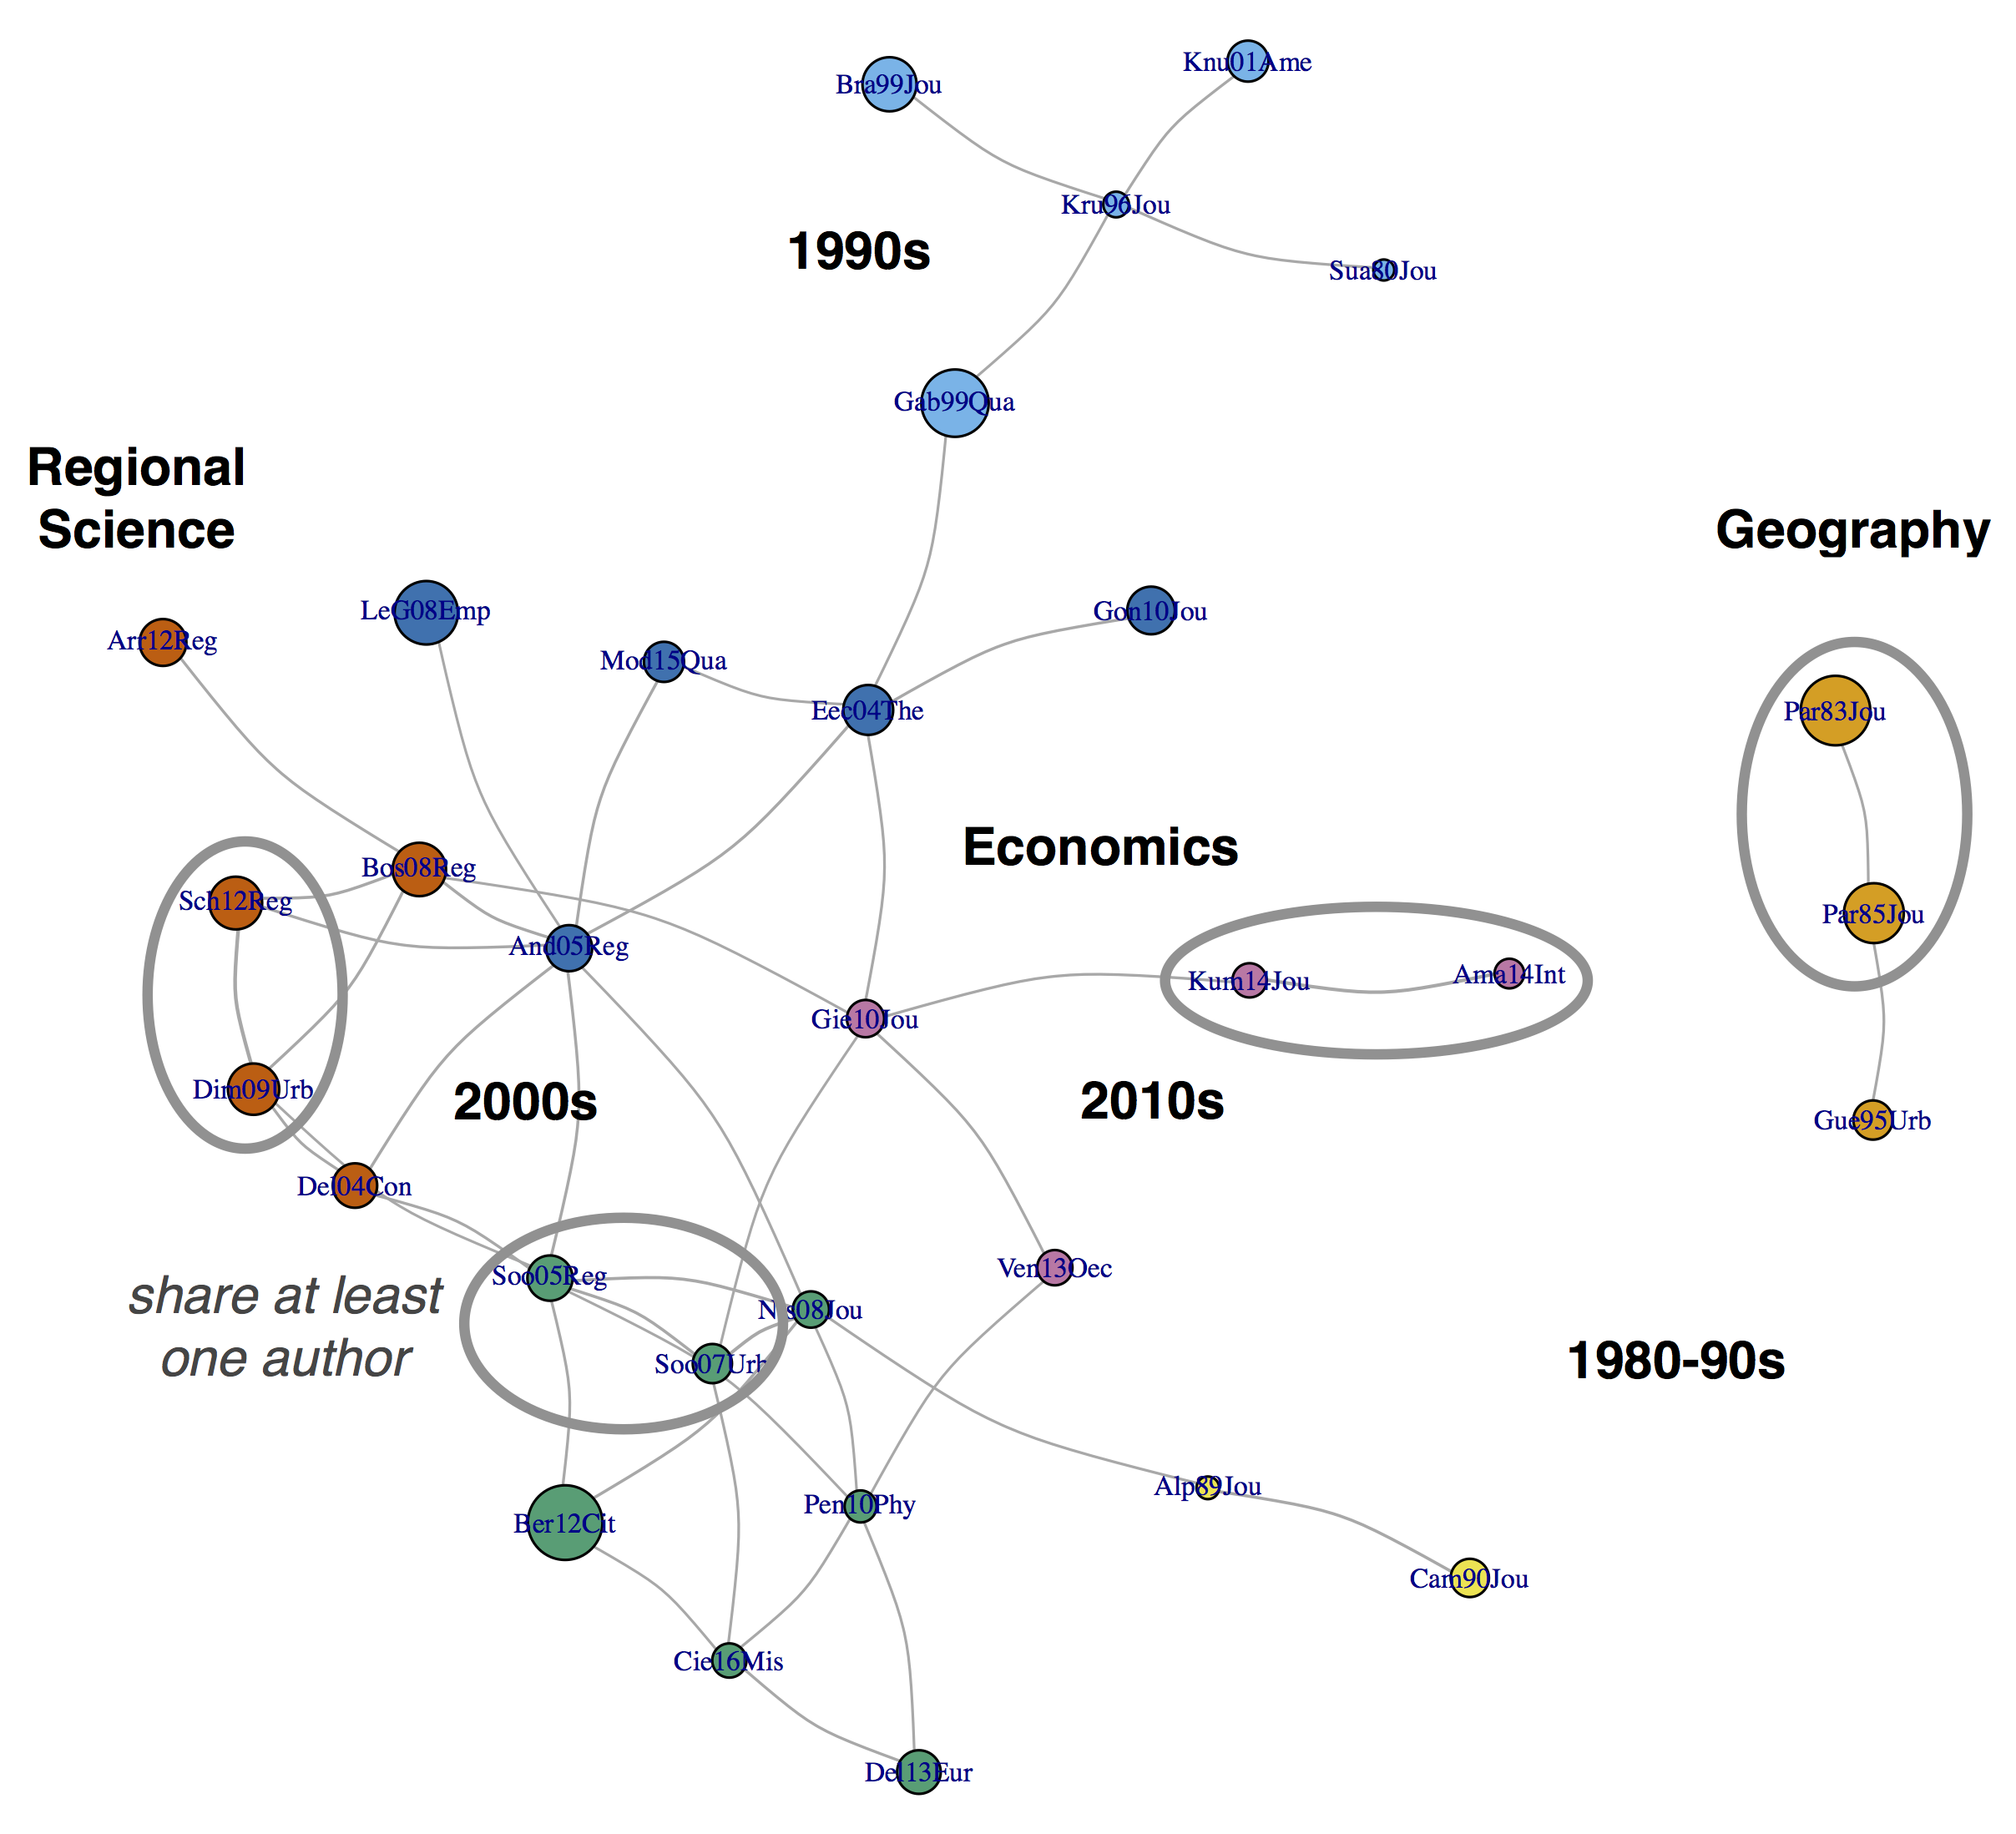 Knu01Ame
Bra99Jou
Kru96Jou
1990s
Sua80Jou
Gab99Qua
Regional
Science
Geography
LeG08Emp
Gon10Jou
Arr12Reg
Mod15Qua
Eec04The
Par83Jou
Economics
Bos08Reg
Sch12Reg
Par85Jou
And05Reg
Kum14Jou
Ama14Int
Gie10Jou
Dim09Urb
2000s
2010s
Gue95Urb
Del04Con
Ven13Oec
Soo05Reg
share at least
one author
Nis08Jou
Soo07Urb
1980-90s
Alp89Jou
Pen10Phy
Ber12Cit
Cam90Jou
Cie16Mis
Del13Eur